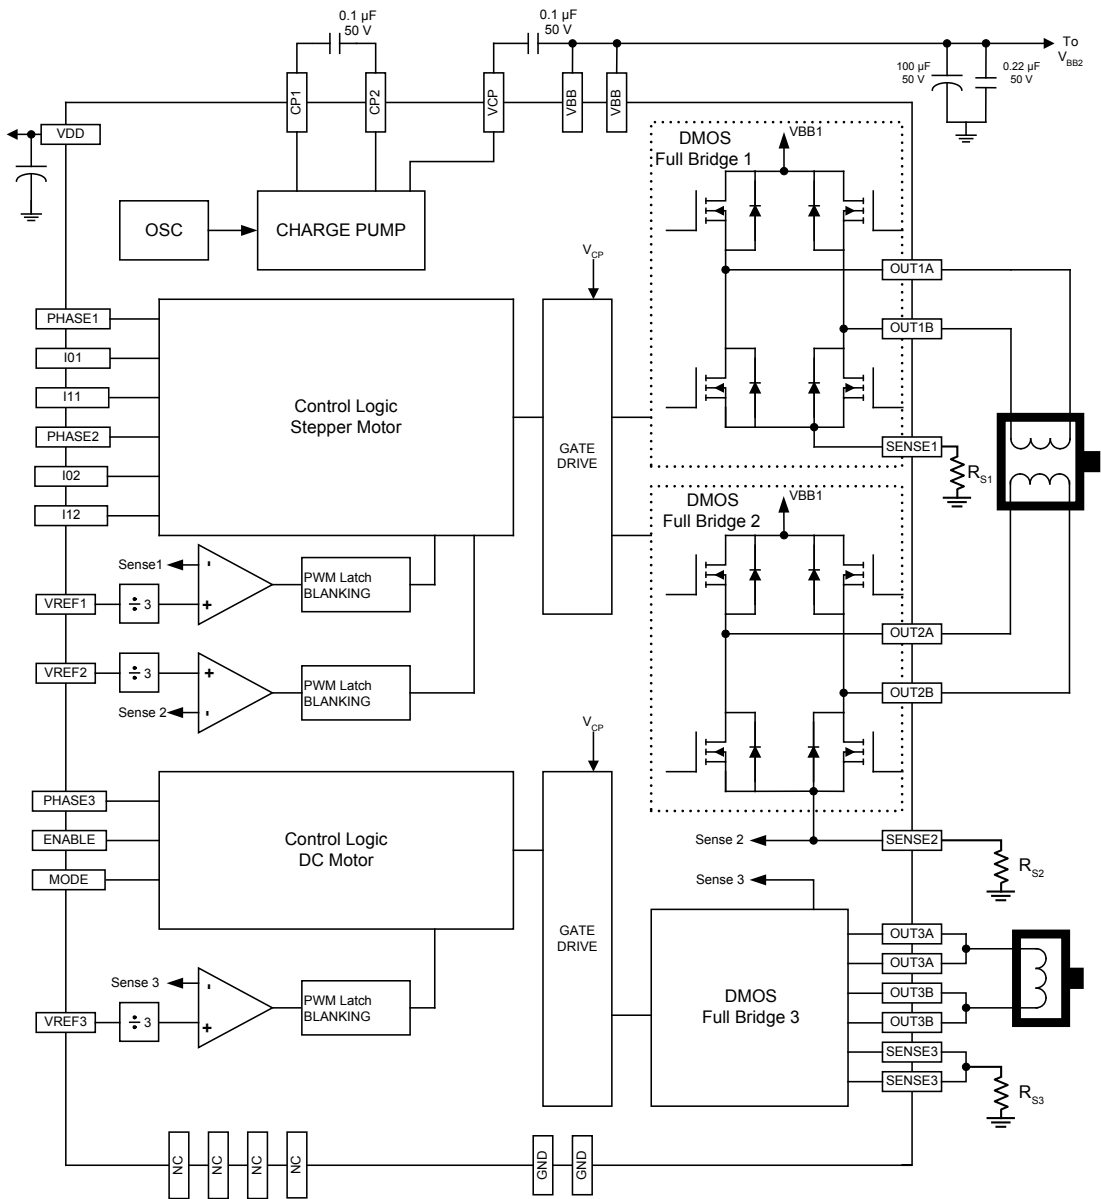 0.1 µF
50 V
0.1 µF
50 V
To
VBB2
100 µF
50 V
0.22 µF
50 V
CP1
CP2
VCP
VBB
VBB
VDD
DMOS
Full Bridge 1
VBB1
OSC
CHARGE PUMP
VCP
OUT1A
PHASE1
OUT1B
I01
I11
Control Logic
Stepper Motor
PHASE2
GATE
DRIVE
SENSE1
RS1
I02
I12
DMOS
Full Bridge 2
VBB1
Sense1
-
PWM Latch
BLANKING
VREF1
÷ 3
+
OUT2A
VREF2
÷ 3
+
PWM Latch
BLANKING
OUT2B
Sense 2
-
VCP
PHASE3
ENABLE
Control Logic
DC Motor
Sense 2
SENSE2
RS2
MODE
Sense 3
GATE
DRIVE
OUT3A
OUT3A
Sense 3
-
PWM Latch
BLANKING
DMOS
Full Bridge 3
OUT3B
VREF3
÷ 3
+
OUT3B
SENSE3
SENSE3
RS3
NC
NC
NC
NC
GND
GND